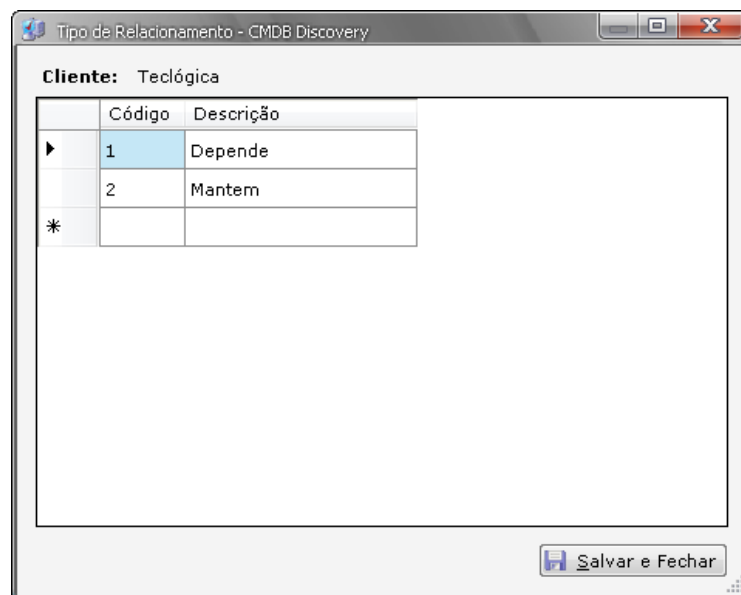 Tipo de Relacionamento - CMDB Discovery
Cliente: Teclógica
Código Descrição
1 Depende
2 Mantem
Salvar e Fechar